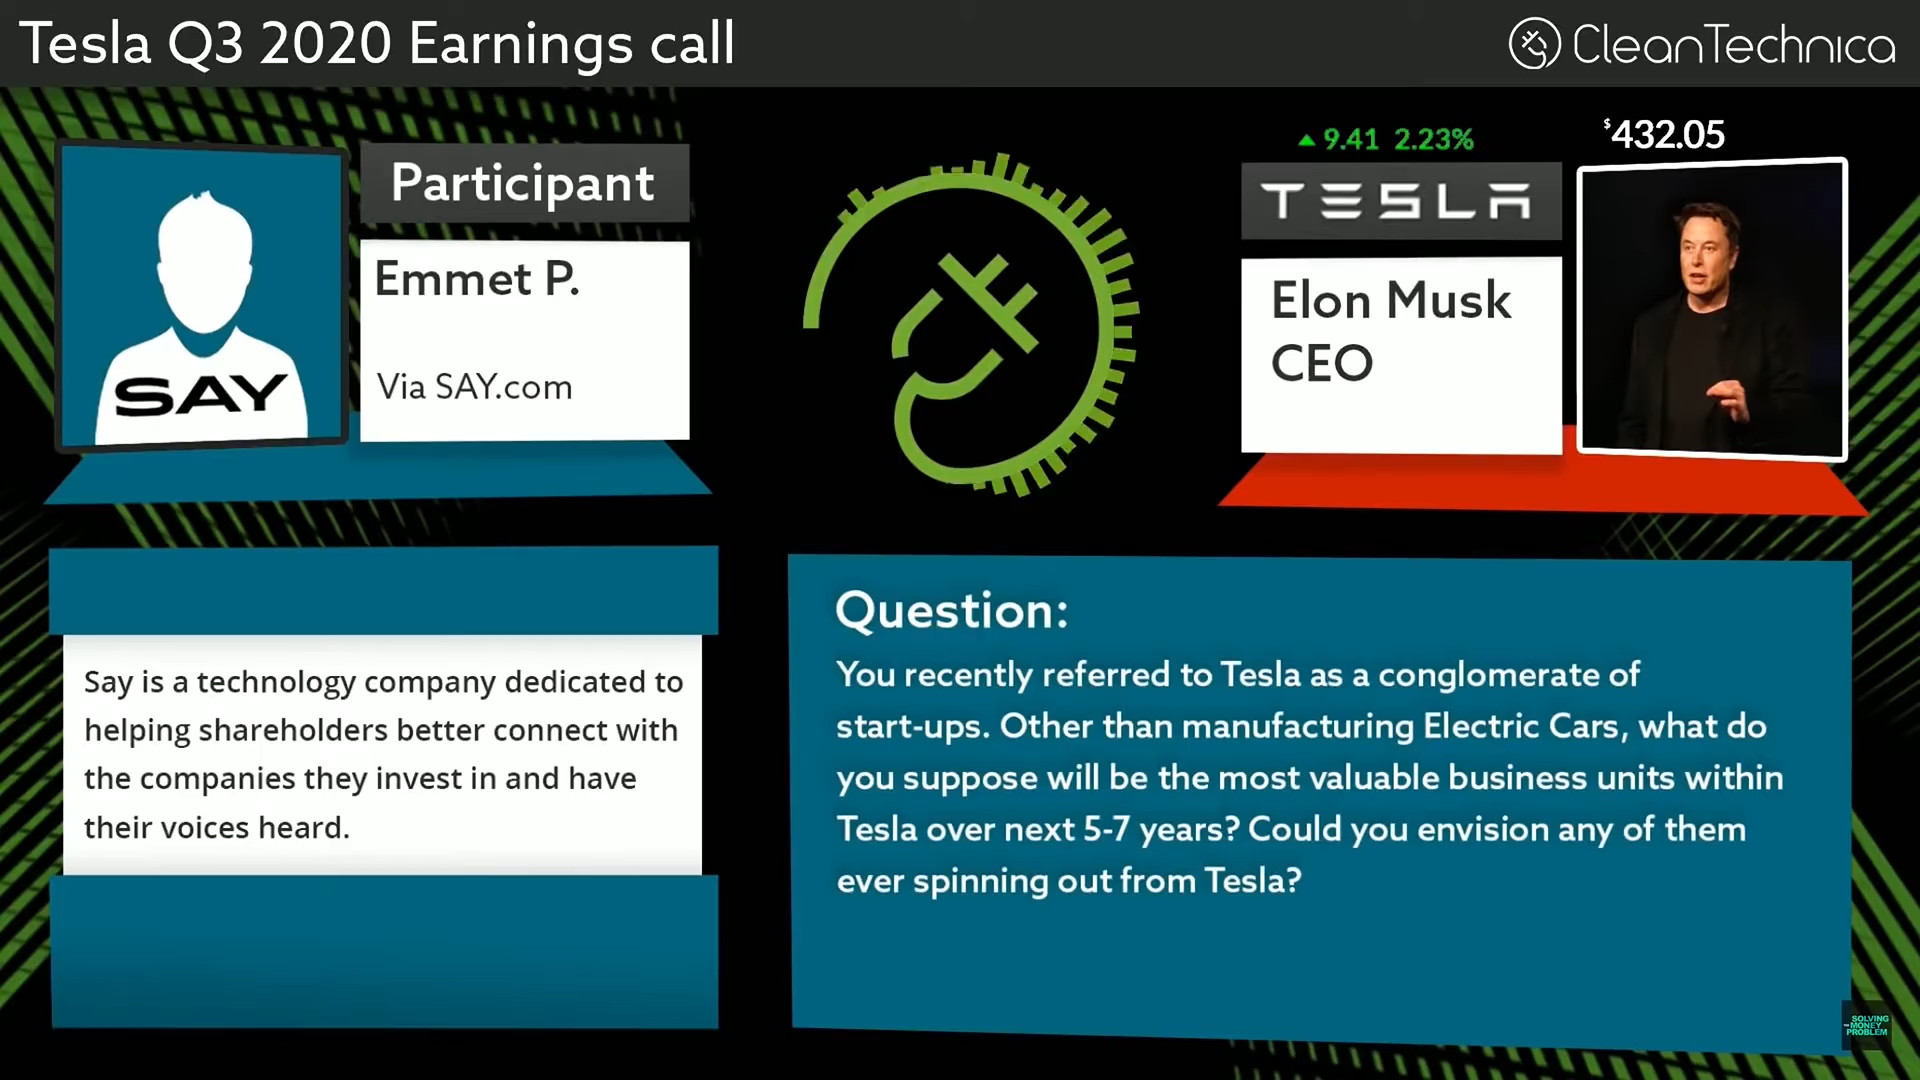 Tesla Q3 2020 Earnings call
CleanTechnica
Participant
Emmet P.
Via SAY.com
SAY
▲ 9.41 2.23%
$432.05
TESLA
Elon Musk
CEO
Say is a technology company dedicated to
helping shareholders better connect with
the companies they invest in and have
their voices heard.
Question:
You recently referred to Tesla as a conglomerate of
start-ups. Other than manufacturing Electric Cars, what do
you suppose will be the most valuable business units within
Tesla over next 5-7 years? Could you envision any of them
ever spinning out from Tesla?
SOLVING
THE MONEY
PROBLEM